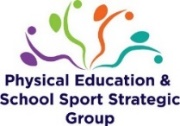 Physical Education &
School Sport Strategic
Group